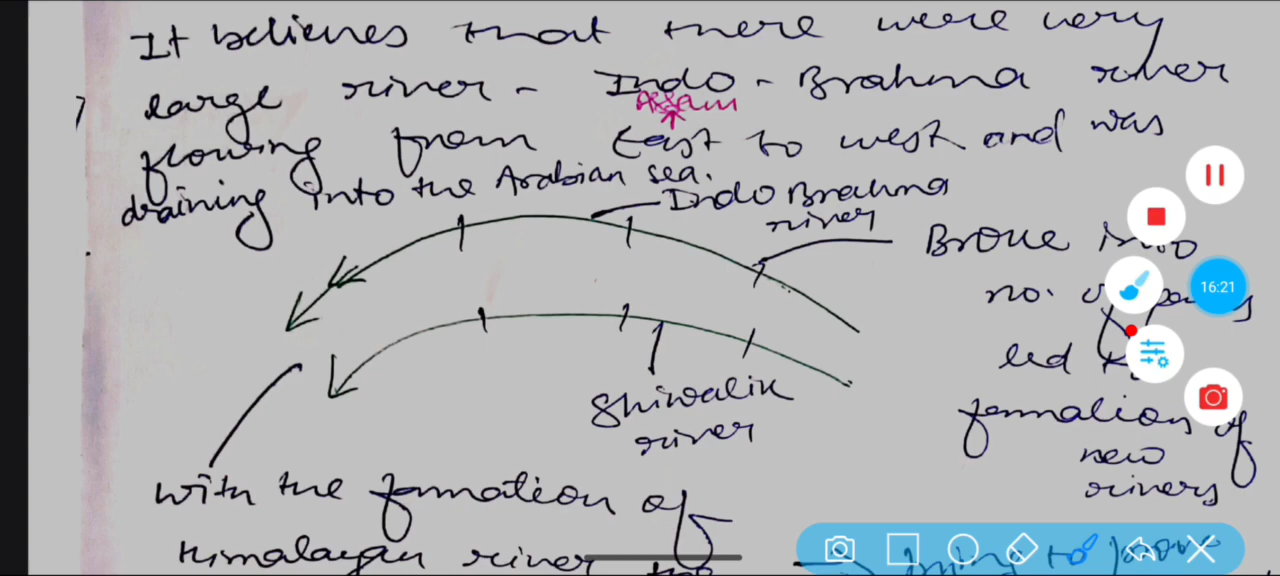 It believes that there were very
large river - Indo - Brahma river
Assam
flowing from East to west and was
draining into the Arabian sea.
Indo Brahma
river
Broke into
no. of
led
formation of
new
rivers
Shiwalik
river
with the formation of
Himalayan river
16:21